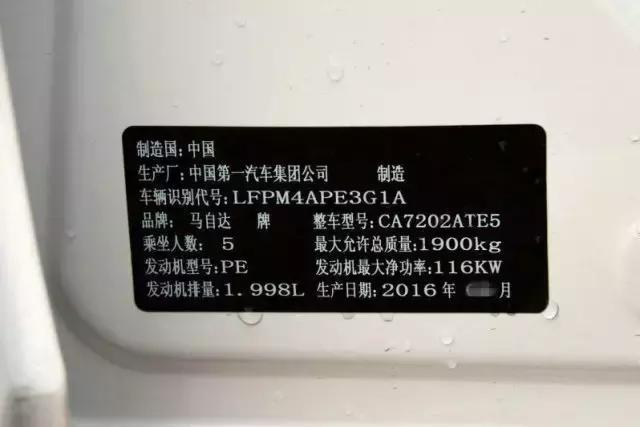 制造国:中国
生产厂:中国第一汽车集团公司 制造
车辆识别代号:LFPM4APE3G1A
品牌:马自达 牌 整车型号:CA7202ATE5
乘坐人数:5 最大允许总质量:1900kg
发动机型号:PE 发动机最大净功率:116KW
发动机排量:1.998L 生产日期:2016 年 月